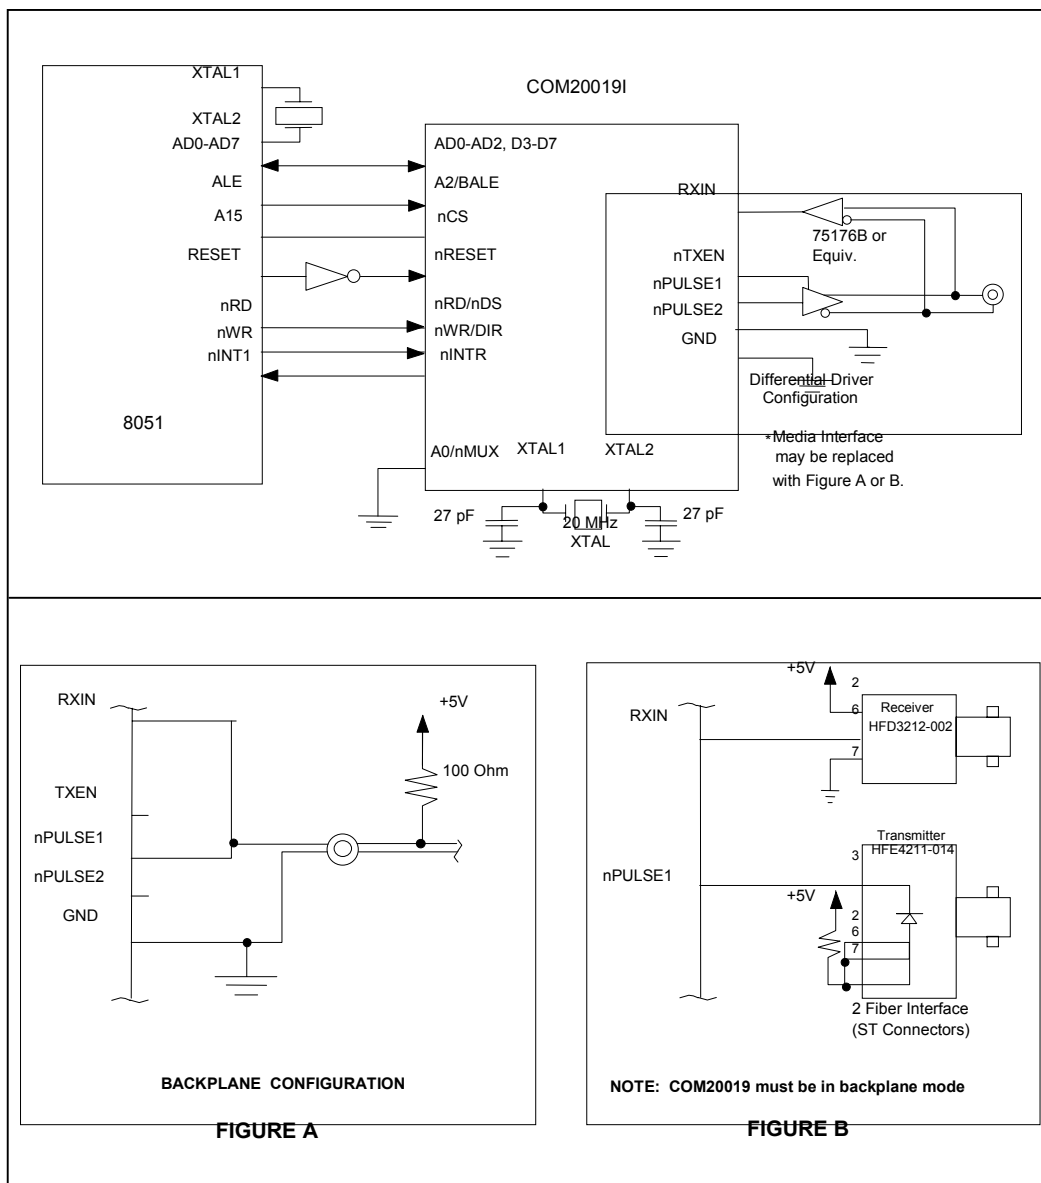 COM20019I
XTAL1
XTAL2
AD0-AD7
ALE
A15
RESET
nRD
nWR
nINT1
8051
AD0-AD2, D3-D7
A2/BALE
nCS
nRESET
nRD/nDS
nWR/DIR
nINTR
A0/nMUX
XTAL1
XTAL2
27 pF
20 MHz
XTAL
27 pF
RXIN
nTXEN
nPULSE1
nPULSE2
GND
75176B or
Equiv.
Differential Driver
Configuration
*Media Interface
may be replaced
with Figure A or B.
RXIN
TXEN
nPULSE1
nPULSE2
GND
+5V
100 Ohm
BACKPLANE CONFIGURATION
FIGURE A
+5V
2
6
7
Receiver
HFD3212-002
RXIN
Transmitter
HFE4211-014
3
nPULSE1
+5V
2
6
7
2 Fiber Interface
(ST Connectors)
NOTE: COM20019 must be in backplane mode
FIGURE B